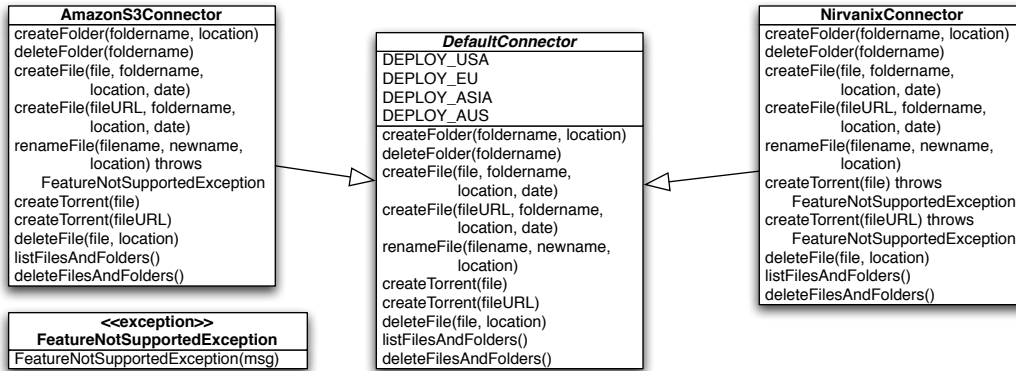 AmazonS3Connector
createFolder(foldername, location)
deleteFolder(foldername)
createFile(file, foldername,
location, date)
createFile(fileURL, foldername,
location, date)
renameFile(filename, newname,
location) throws
FeatureNotSupportedException
createTorrent(file)
createTorrent(fileURL)
deleteFile(file, location)
listFilesAndFolders()
deleteFilesAndFolders()
<<exception>>
FeatureNotSupportedException
FeatureNotSupportedException(msg)
DefaultConnector
DEPLOY_USA
DEPLOY_EU
DEPLOY_ASIA
DEPLOY_AUS
createFolder(foldername, location)
deleteFolder(foldername)
createFile(file, foldername,
location, date)
createFile(fileURL, foldername,
location, date)
renameFile(filename, newname,
location)
createTorrent(file)
createTorrent(fileURL)
deleteFile(file, location)
listFilesAndFolders()
deleteFilesAndFolders()
NirvanixConnector
createFolder(foldername, location)
deleteFolder(foldername)
createFile(file, foldername,
location, date)
createFile(fileURL, foldername,
location, date)
renameFile(filename, newname,
location)
createTorrent(file) throws
FeatureNotSupportedException
createTorrent(fileURL) throws
FeatureNotSupportedException
deleteFile(file, location)
listFilesAndFolders()
deleteFilesAndFolders()